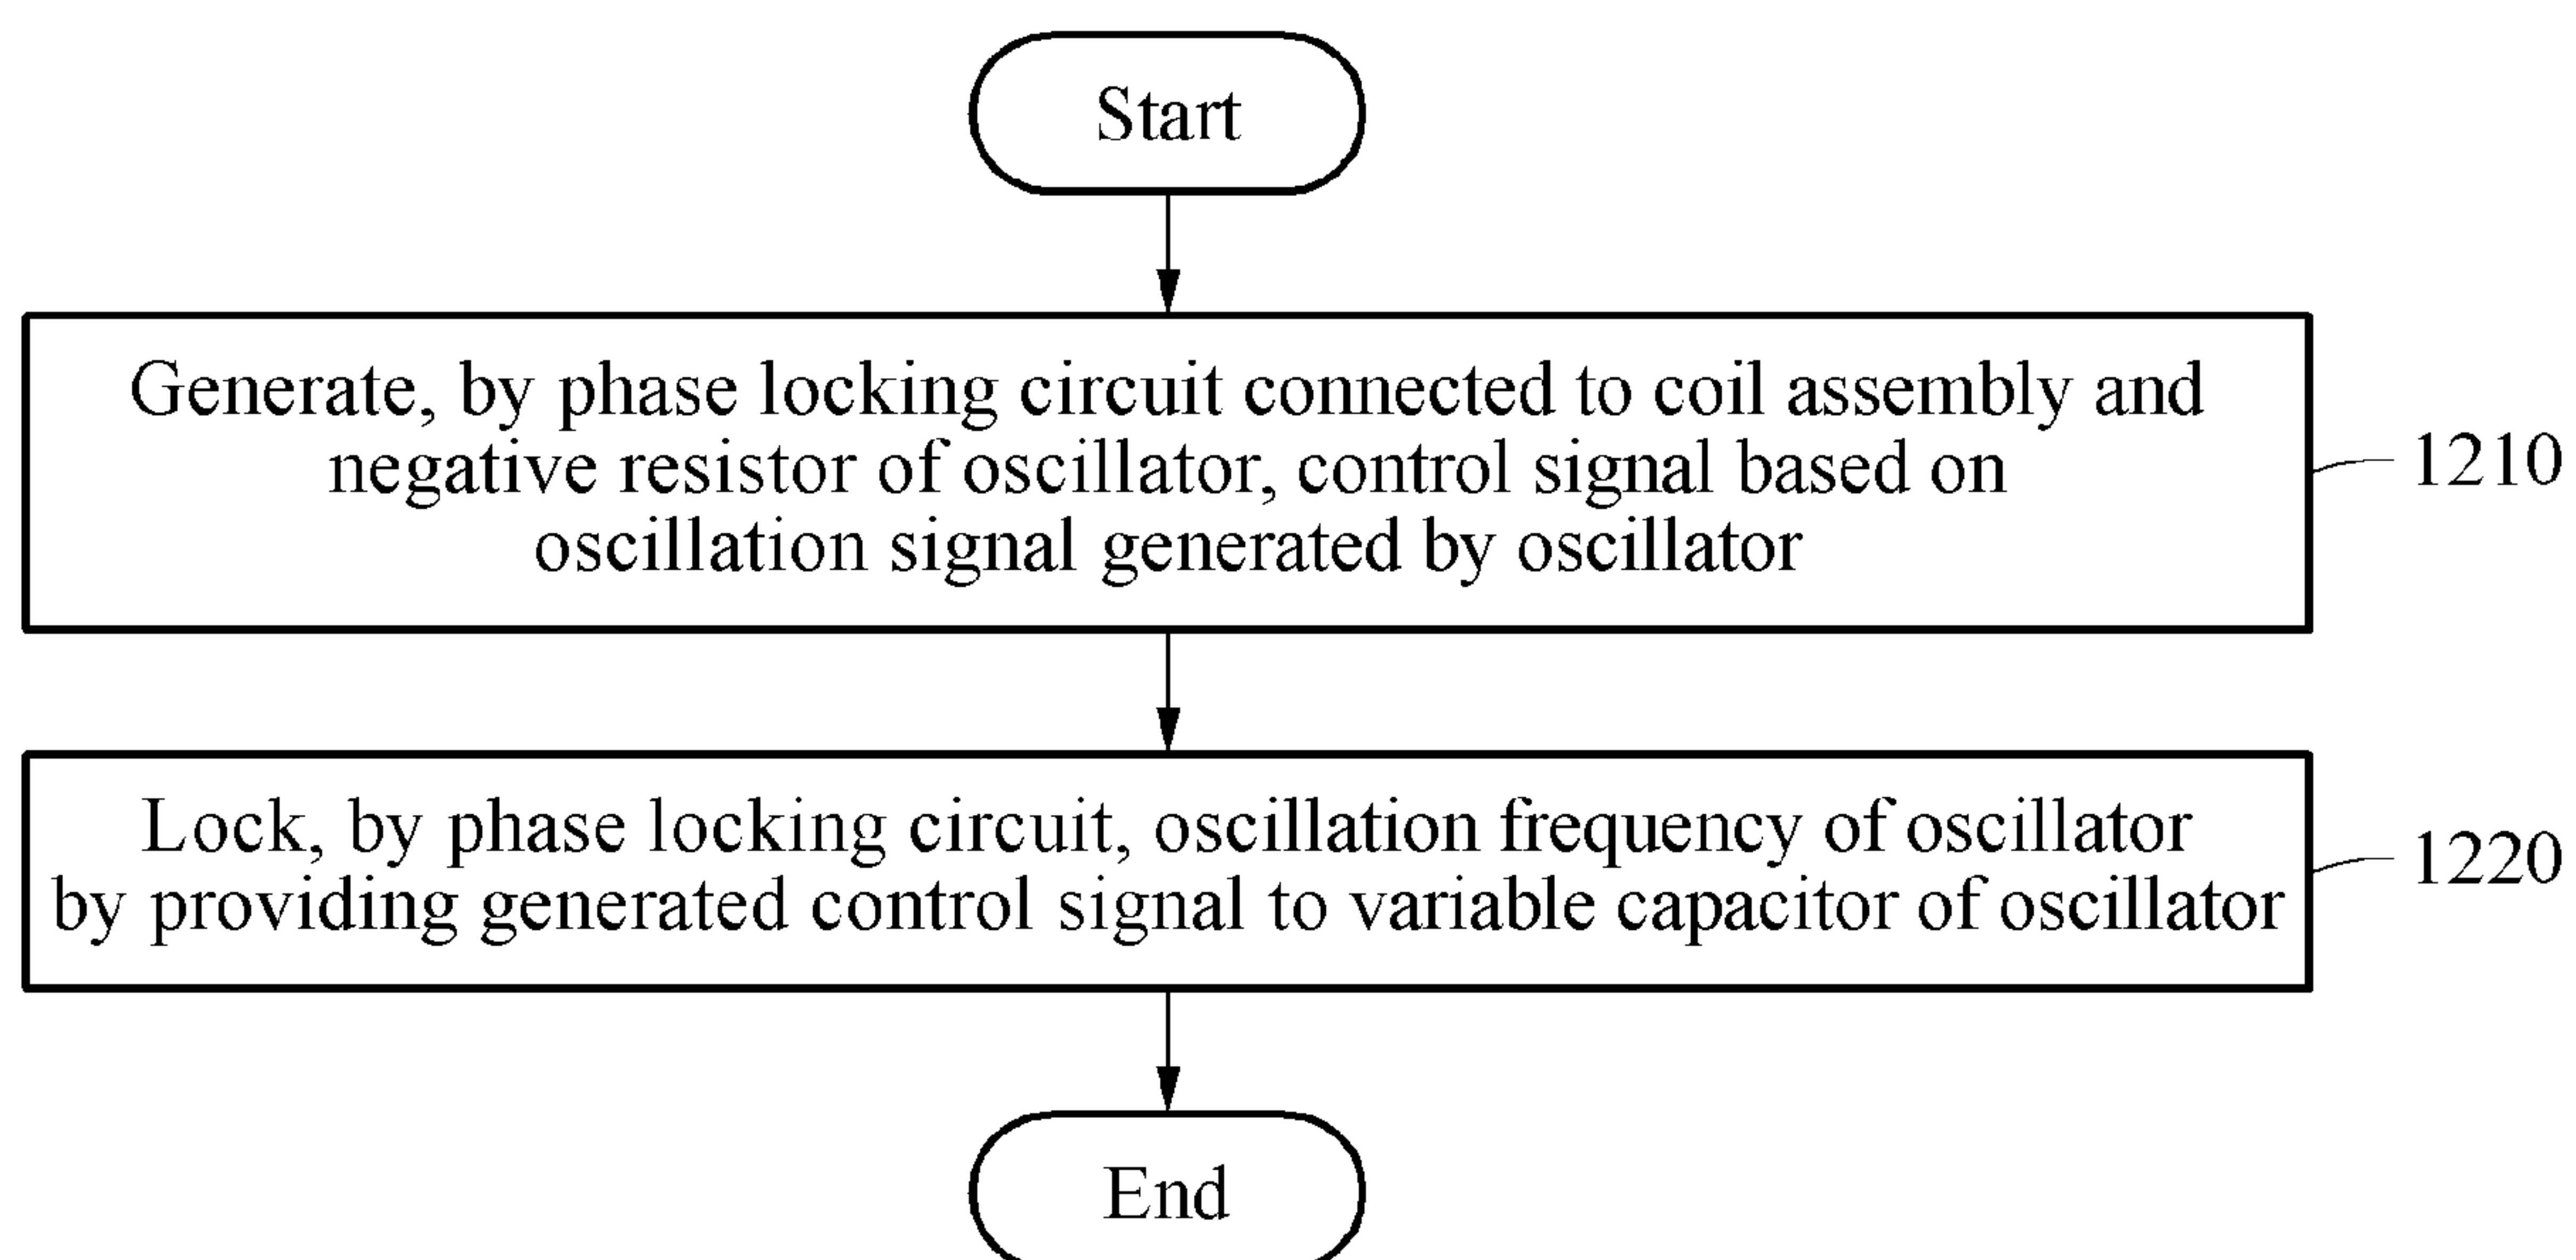 Start
Generate, by phase locking circuit connected to coil assembly and
negative resistor of oscillator, control signal based on
oscillation signal generated by oscillator
1210
Lock, by phase locking circuit, oscillation frequency of oscillator
by providing generated control signal to variable capacitor of oscillator
1220
End